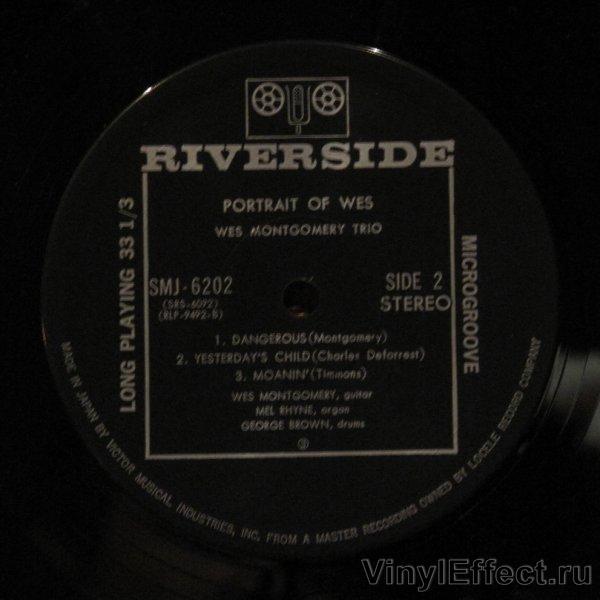 RIVERSIDE
PORTRAIT OF WES
WES MONTGOMERY TRIO
SMJ-6202
(SRS-6092)
(RLP-9492-B)
SIDE 2
STEREO
1. DANGEROUS (Montgomery)
2. YESTERDAY'S CHILD (Charles Deforrest)
3. MOANIN' (Timmons)
WES MONTGOMERY, guitar
MEL RHYNE, organ
GEORGE BROWN, drums
LONG PLAYING 33 1/3
MICROGROOVE
MADE IN JAPAN BY VICTOR MUSICAL INDUSTRIES, INC. FROM A MASTER RECORDING OWNED BY LOCELE RECORD COMPANY
VinylEffect.ru